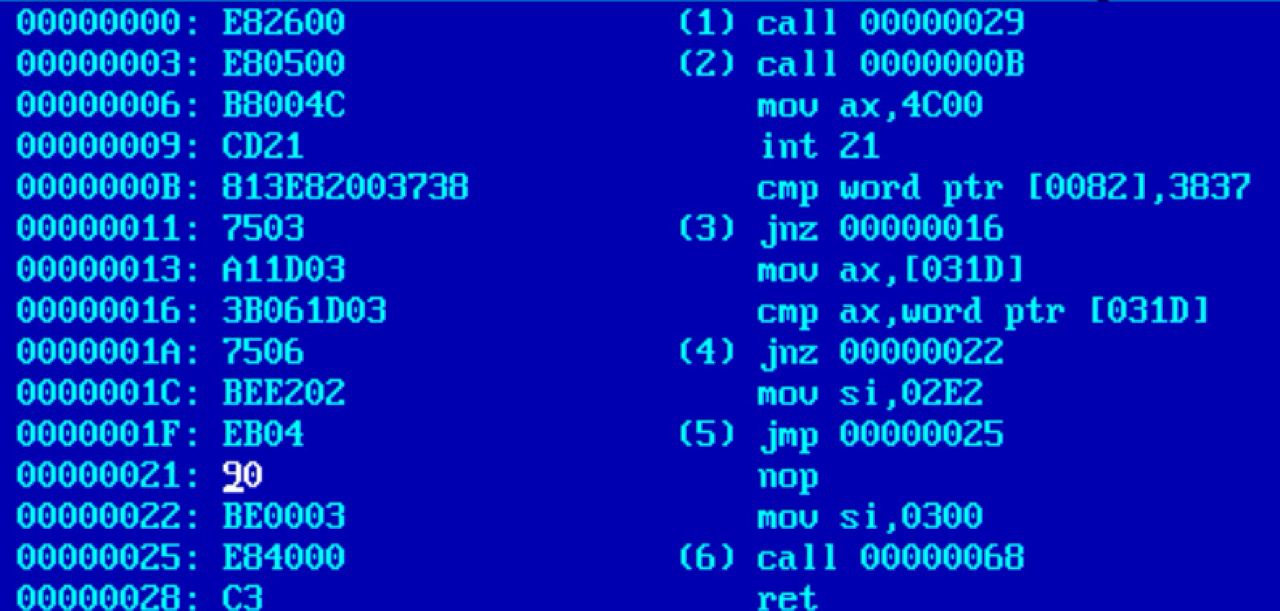 00000000: E82600 (1) call 00000029
00000003: E80500 (2) call 0000000B
00000006: B8004C mov ax,4C00
00000009: CD21 int 21
0000000B: 813E82003738 cmp word ptr [0082],3837
00000011: 7503 (3) jnz 00000016
00000013: A11D03 mov ax,[031D]
00000016: 3B061D03 cmp ax,word ptr [031D]
0000001A: 7506 (4) jnz 00000022
0000001C: BEE202 mov si,02E2
0000001F: EB04 (5) jmp 00000025
00000021: 90 nop
00000022: BE0003 mov si,0300
00000025: E84000 (6) call 00000068
00000028: C3 ret